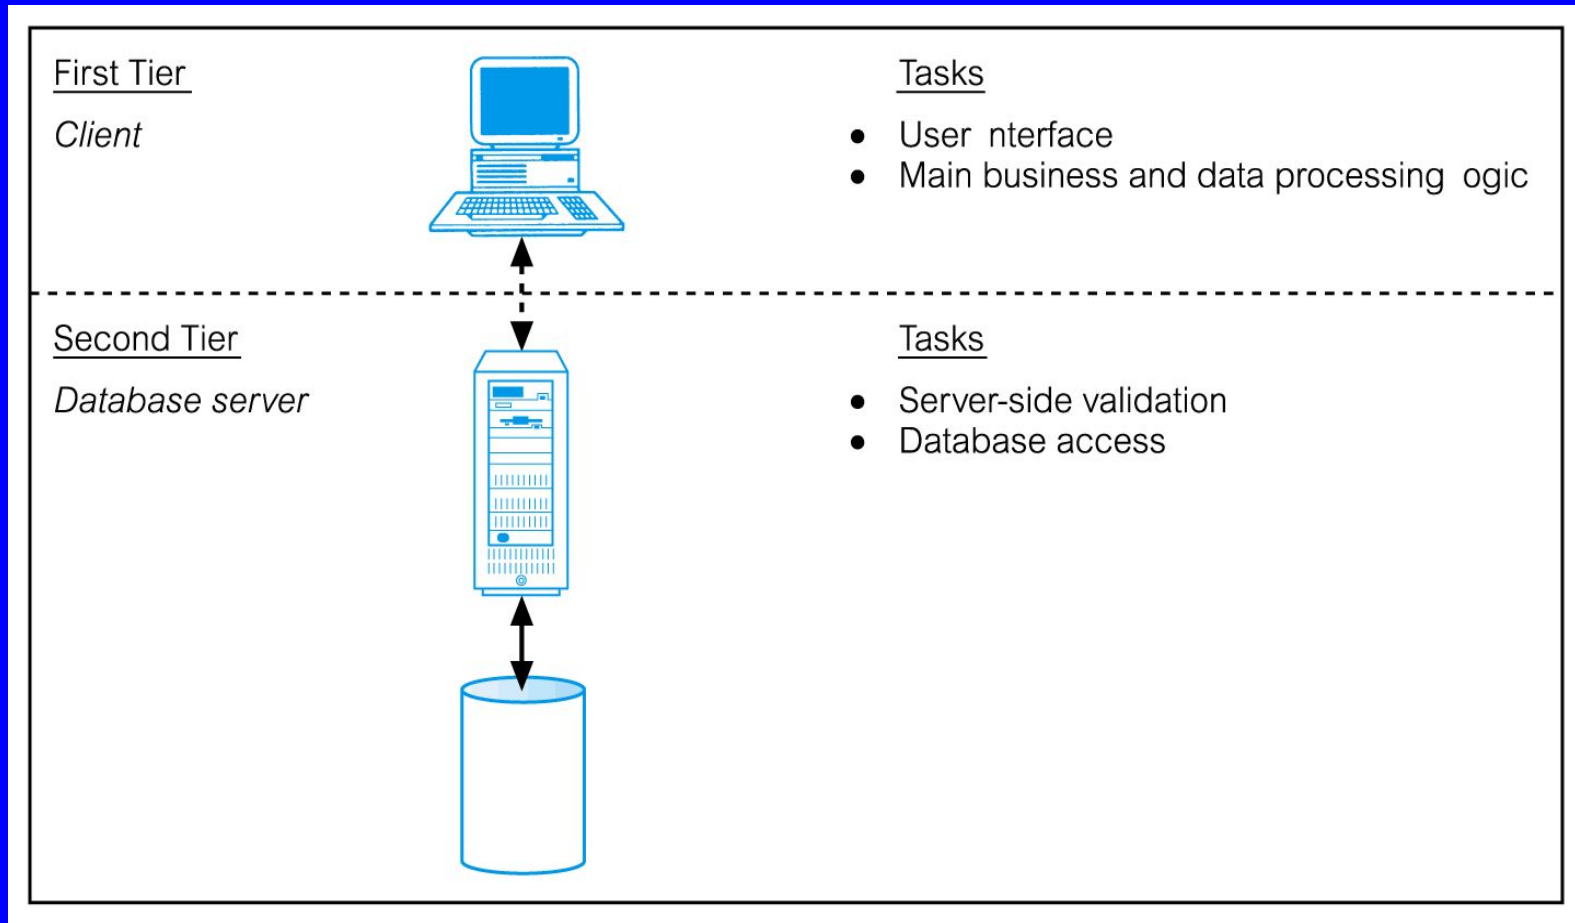 First Tier
Tasks
Client
● User nterface
● Main business and data processing ogic
Second Tier
Tasks
Database server
● Server-side validation
● Database access